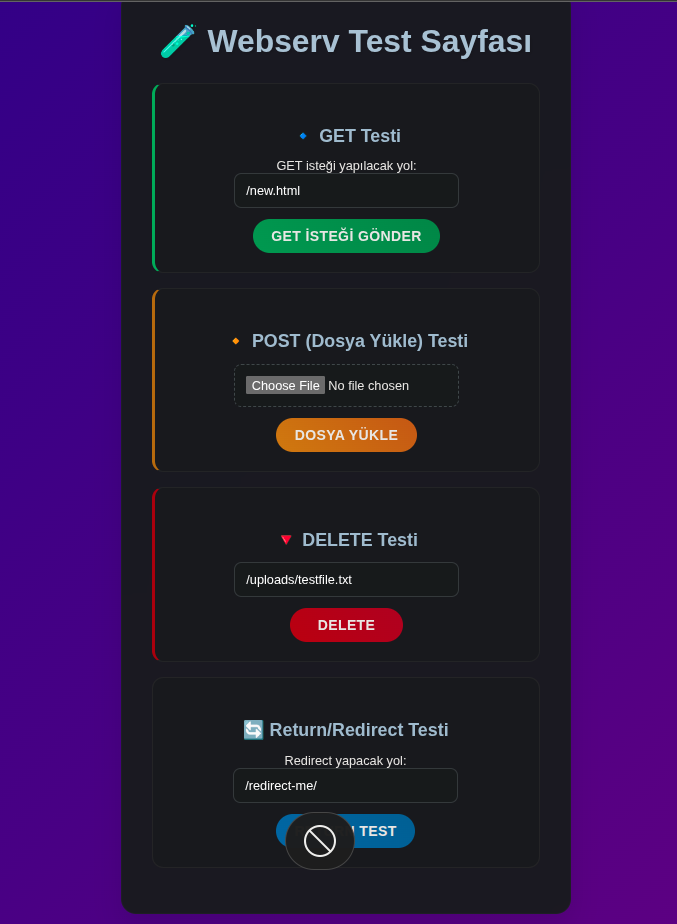 Webserv Test Sayfası
GET Testi
GET isteği yapılacak yol:
/new.html
GET İSTEĞİ GÖNDER
POST (Dosya Yükle) Testi
Choose File No file chosen
DOSYA YÜKLE
DELETE Testi
/uploads/testfile.txt
DELETE
Return/Redirect Testi
Redirect yapacak yol:
/redirect-me/
TEST